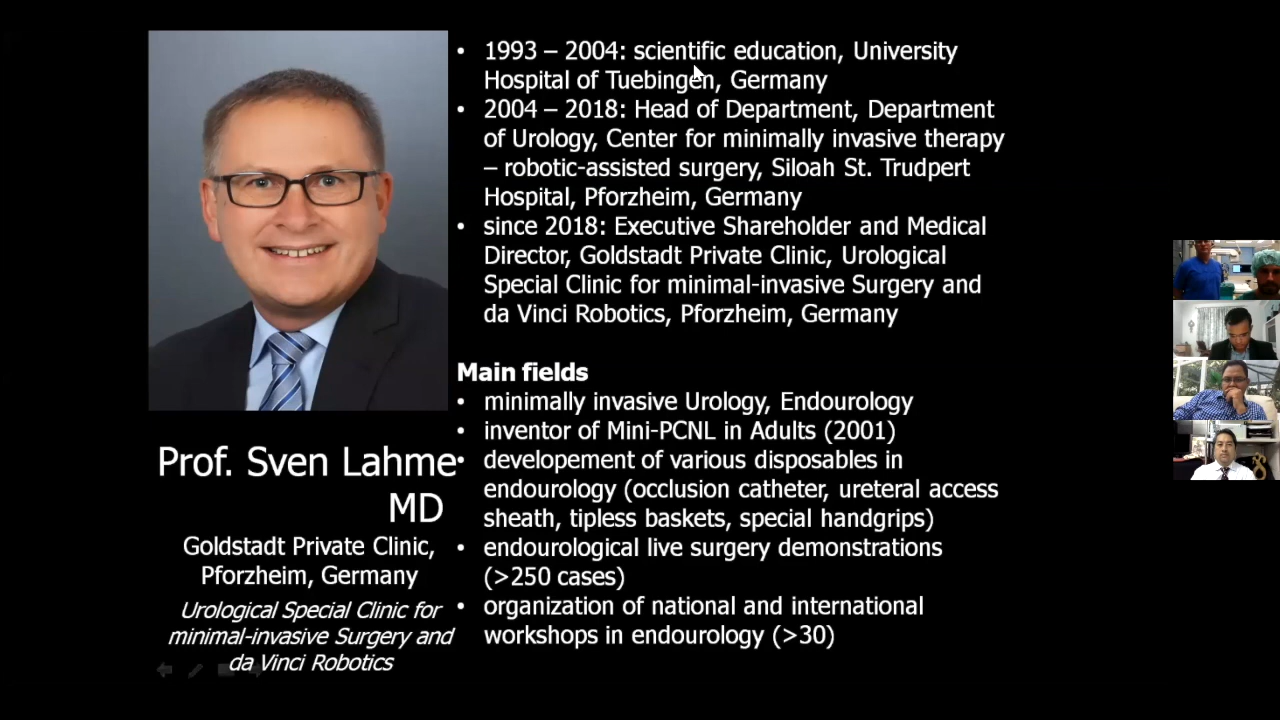 • 1993 – 2004: scientific education, University
Hospital of Tuebingen, Germany
• 2004 – 2018: Head of Department, Department
of Urology, Center for minimally invasive therapy
– robotic-assisted surgery, Siloah St. Trudpert
Hospital, Pforzheim, Germany
• since 2018: Executive Shareholder and Medical
Director, Goldstadt Private Clinic, Urological
Special Clinic for minimal-invasive Surgery and
da Vinci Robotics, Pforzheim, Germany
Main fields
• minimally invasive Urology, Endourology
• inventor of Mini-PCNL in Adults (2001)
• developement of various disposables in
endourology (occlusion catheter, ureteral access
sheath, tipless baskets, special handgrips)
• endourological live surgery demonstrations
(>250 cases)
• organization of national and international
workshops in endourology (>30)
Prof. Sven Lahme
MD
Goldstadt Private Clinic,
Pforzheim, Germany
Urological Special Clinic for
minimal-invasive Surgery and
da Vinci Robotics